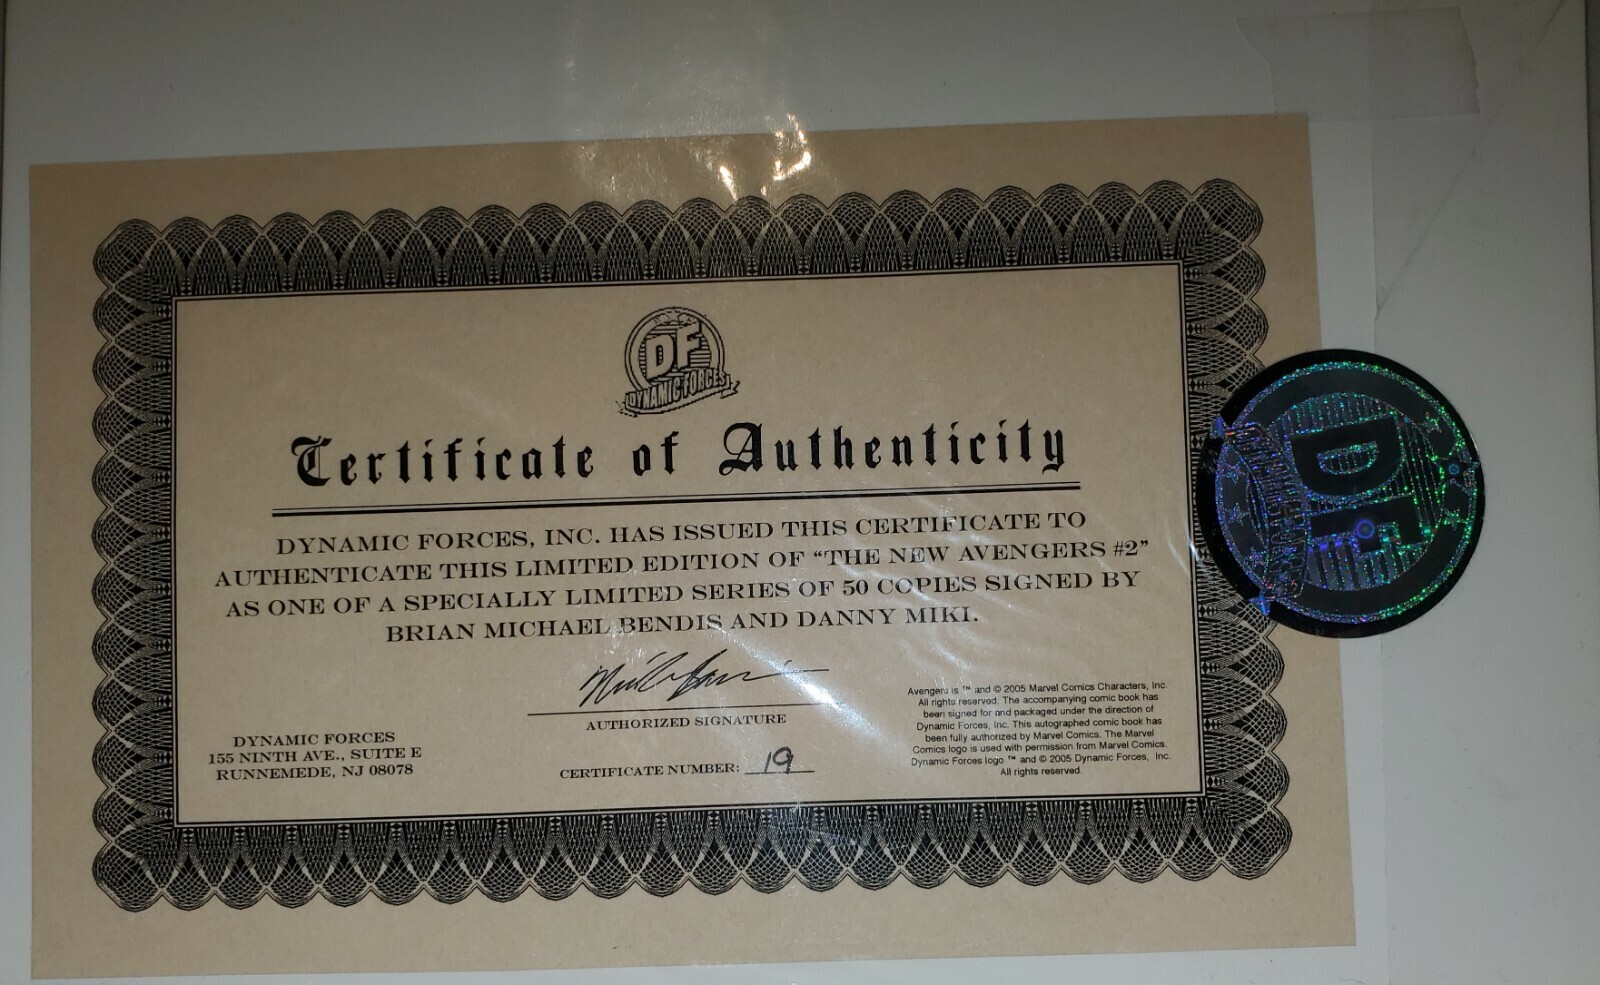 DF
DYNAMIC FORCES
Certificate of Authenticity
DYNAMIC FORCES, INC. HAS ISSUED THIS CERTIFICATE TO
AUTHENTICATE THIS LIMITED EDITION OF “THE NEW AVENGERS #2”
AS ONE OF A SPECIALLY LIMITED SERIES OF 50 COPIES SIGNED BY
BRIAN MICHAEL BENDIS AND DANNY MIKI.
AUTHORIZED SIGNATURE
DYNAMIC FORCES
155 NINTH AVE., SUITE E
RUNNEMEDE, NJ 08078
CERTIFICATE NUMBER: 19
Avengers is ™ and © 2005 Marvel Comics Characters, Inc.
All rights reserved. The accompanying comic book has
been signed for and packaged under the direction of
Dynamic Forces, Inc. This autographed comic book has
been fully authorized by Marvel Comics. The Marvel
Comics logo is used with permission from Marvel Comics.
Dynamic Forces logo ™ and © 2005 Dynamic Forces, Inc.
All rights reserved.
DF